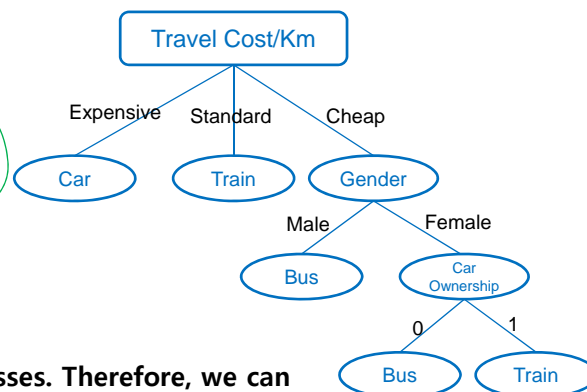 Travel Cost/Km
Expensive Standard Cheap
Car Train Gender
Male Female
Bus Car
Ownership
0 1
sses. Therefore, we can
Bus Train